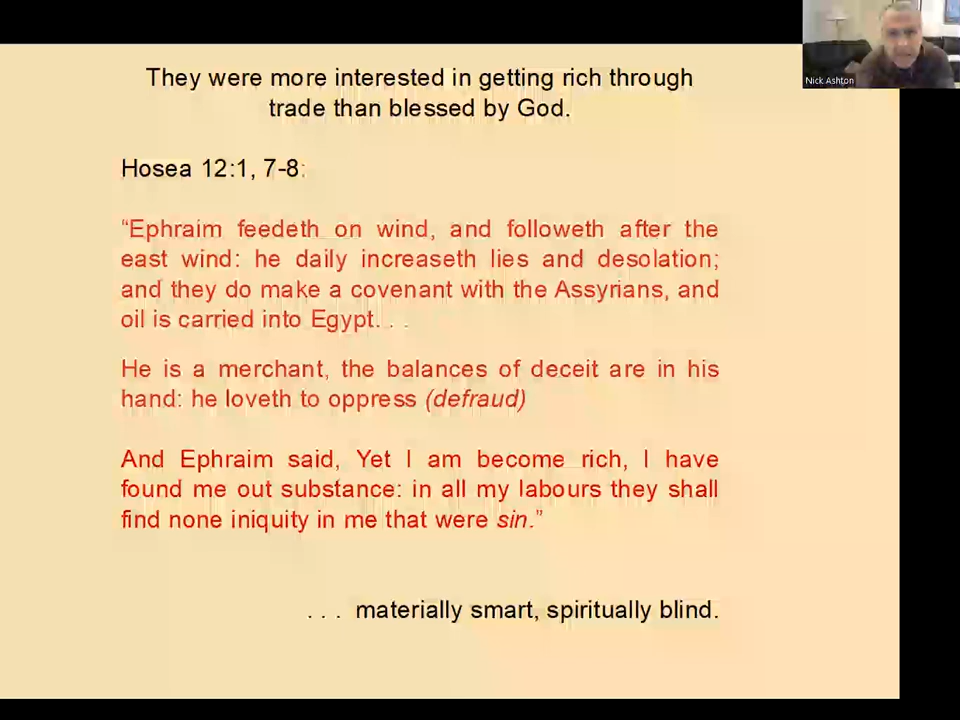 They were more interested in getting rich through
trade than blessed by God.
Hosea 12:1, 7-8:
“Ephraim feedeth on wind, and followeth after the
east wind: he daily increaseth lies and desolation;
and they do make a covenant with the Assyrians, and
oil is carried into Egypt. . .
He is a merchant, the balances of deceit are in his
hand: he loveth to oppress (defraud)
And Ephraim said, Yet I am become rich, I have
found me out substance: in all my labours they shall
find none iniquity in me that were sin.”
. . . materially smart, spiritually blind.
Nick Ashton